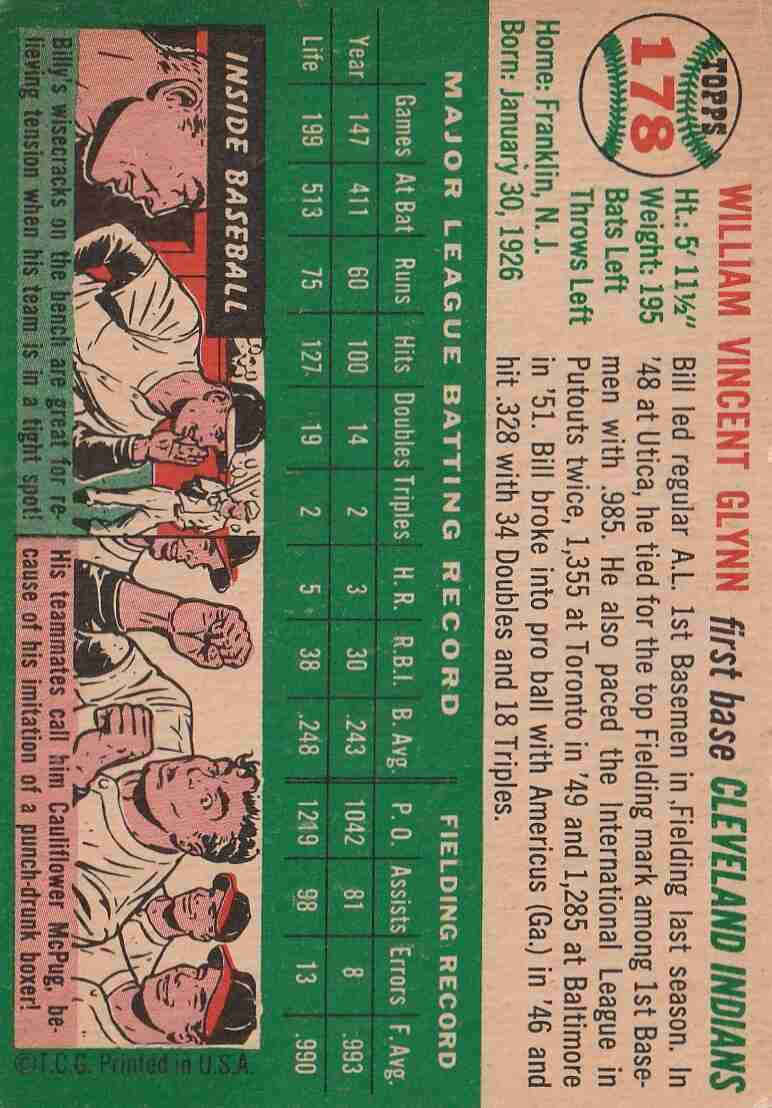 TOPPS
178
WILLIAM VINCENT GLYNN first base CLEVELAND INDIANS
Ht.: 5' 11½"
Weight: 195
Bats Left
Throws Left
Home: Franklin, N. J.
Born: January 30, 1926
Bill led regular A.L. 1st Basemen in Fielding last season. In
'48 at Utica, he tied for the top Fielding mark among 1st Base-
men with .985. He also paced the International League in
Putouts twice, 1,355 at Toronto in '49 and 1,285 at Baltimore
in '51. Bill broke into pro ball with Americus (Ga.) in '46 and
hit .328 with 34 Doubles and 18 Triples.
MAJOR LEAGUE BATTING RECORD FIELDING RECORD
Games At Bat Runs Hits Doubles Triples H. R. R.B.I. B. Avg. P. O. Assists Errors F. Avg.
Year 147 411 60 100 14 2 3 30 .243 1042 81 8 .993
Life 199 513 75 127 19 2 5 38 .248 1219 98 13 .990
INSIDE BASEBALL
Billy's wisecracks on the bench are great for re-
lieving tension when his team is in a tight spot!
His teammates call him Cauliflower McPug, be-
cause of his imitation of a punch-drunk boxer!
©T.C.G. Printed in U.S.A.